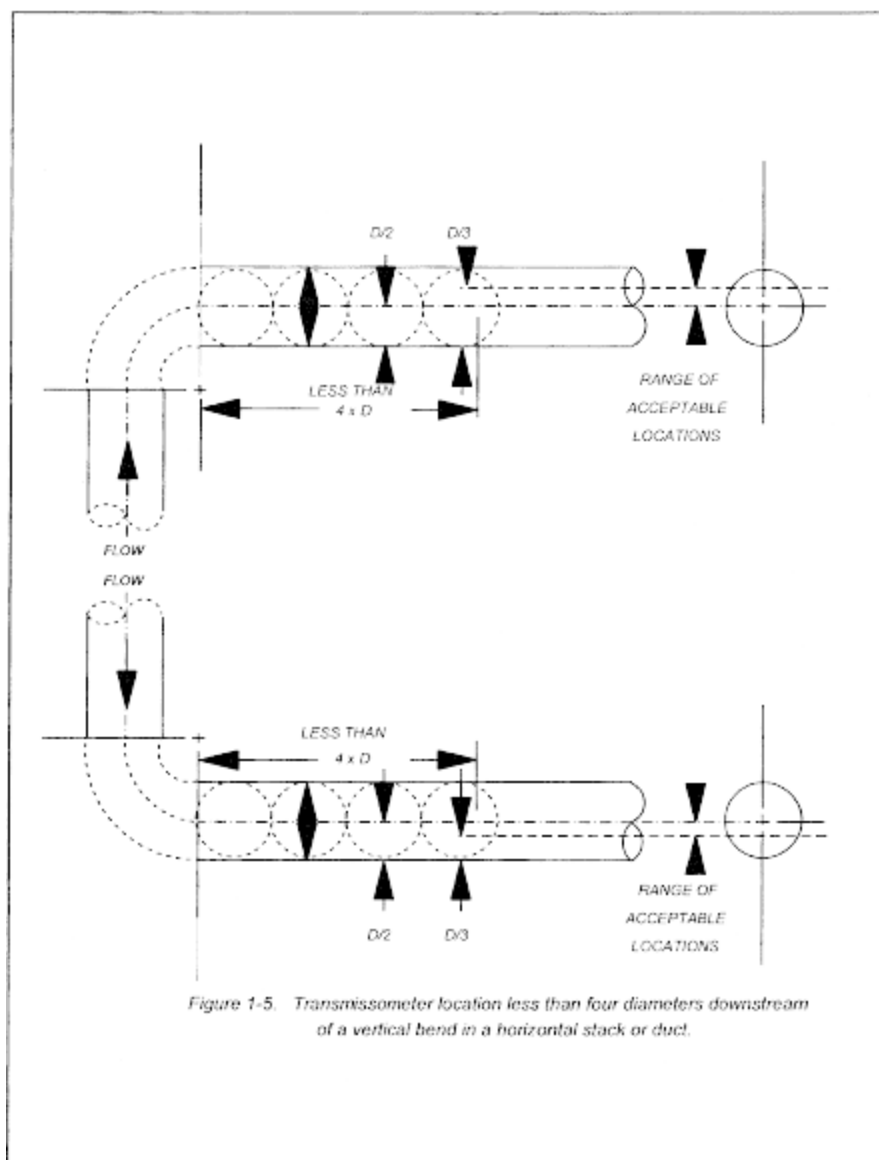 D/2 D/3
LESS THAN
4 x D
RANGE OF
ACCEPTABLE
LOCATIONS
FLOW
FLOW
LESS THAN
4 x D
RANGE OF
ACCEPTABLE
LOCATIONS
D/2 D/3
Figure 1-5. Transmissometer location less than four diameters downstream
of a vertical bend in a horizontal stack or duct.